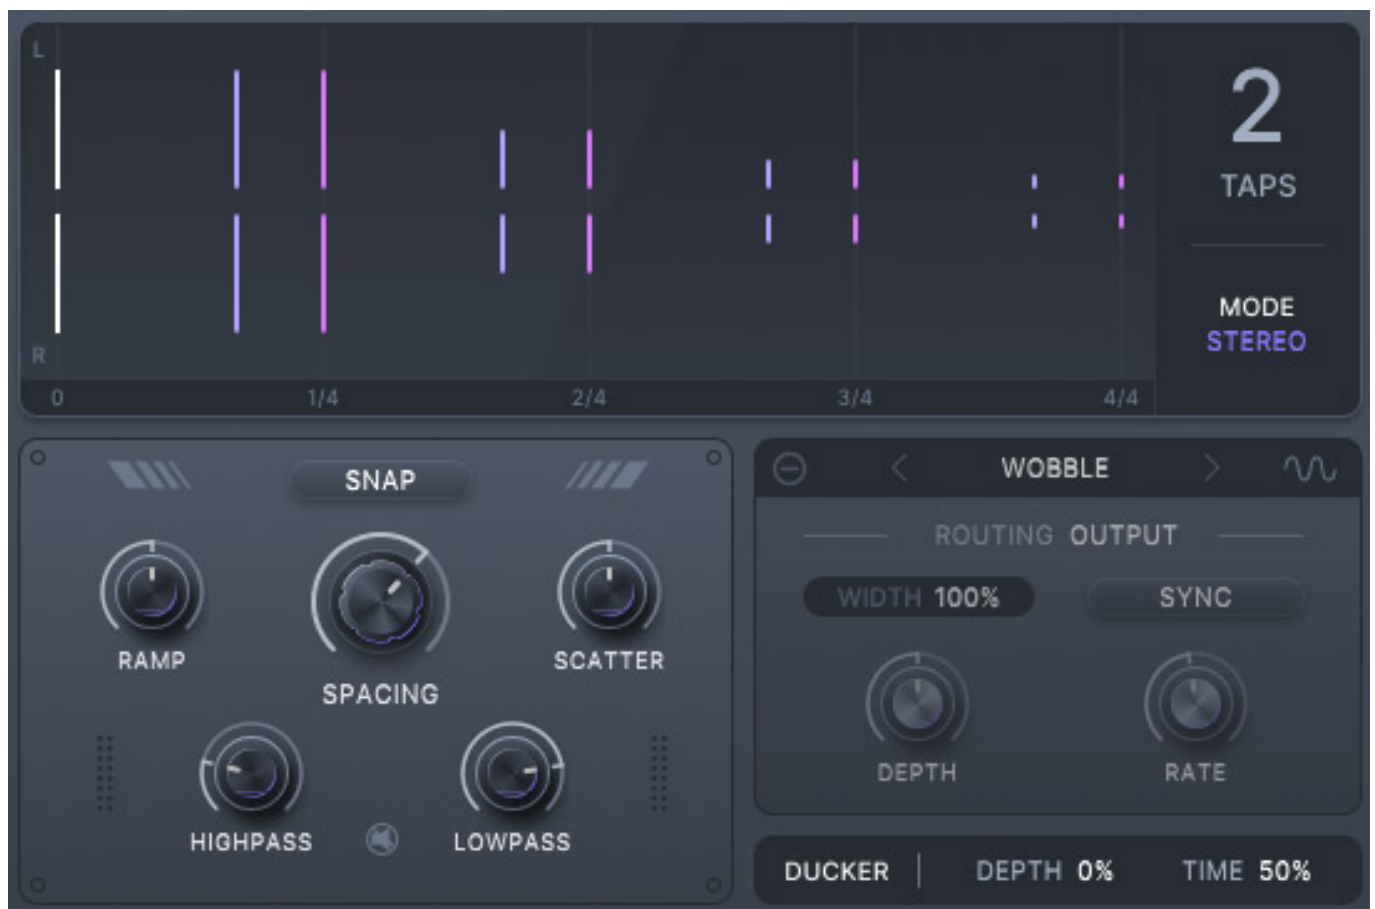 L
2
TAPS
MODE
STEREO
R
0 1/4 2/4 3/4 4/4
SNAP
RAMP
SPACING
SCATTER
HIGHPASS
LOWPASS
WOBBLE
ROUTING OUTPUT
WIDTH 100%
SYNC
DEPTH
RATE
DUCKER DEPTH 0% TIME 50%